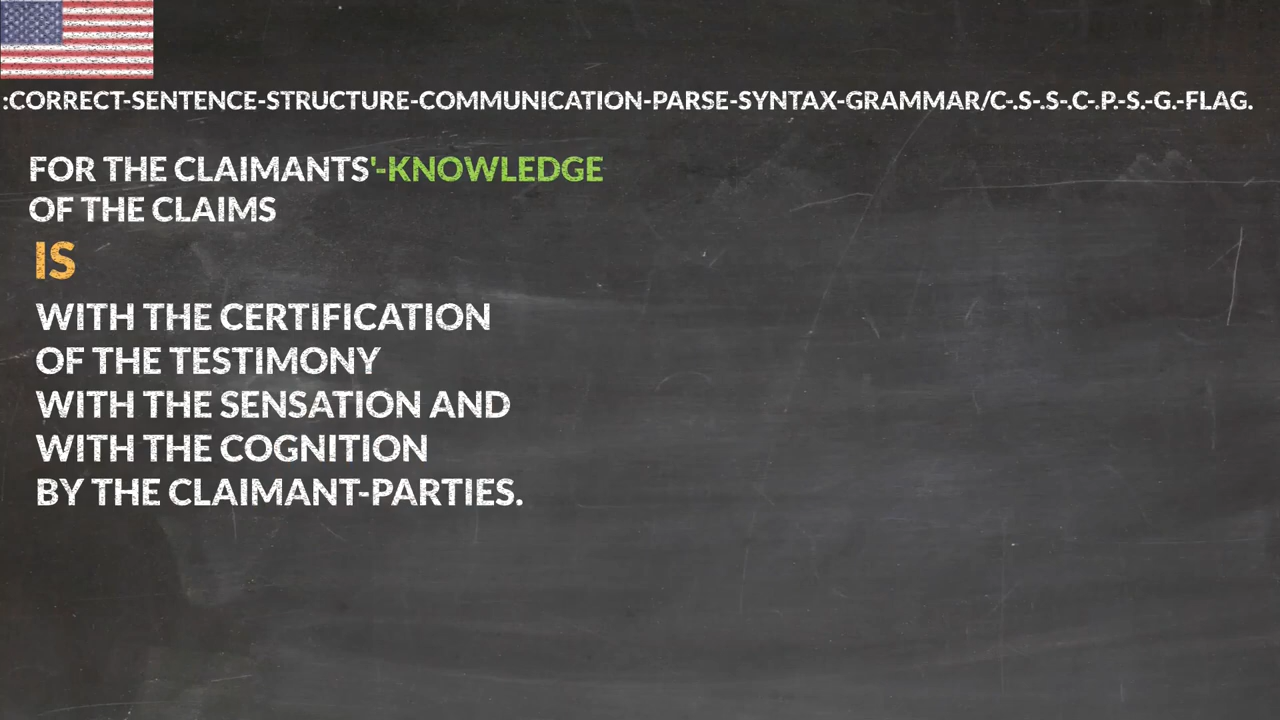 :CORRECT-SENTENCE-STRUCTURE-COMMUNICATION-PARSE-SYNTAX-GRAMMAR/C-.S-.S-.C-.P.-S.-G.-FLAG.
FOR THE CLAIMANTS'-KNOWLEDGE
OF THE CLAIMS
IS
WITH THE CERTIFICATION
OF THE TESTIMONY
WITH THE SENSATION AND
WITH THE COGNITION
BY THE CLAIMANT-PARTIES.